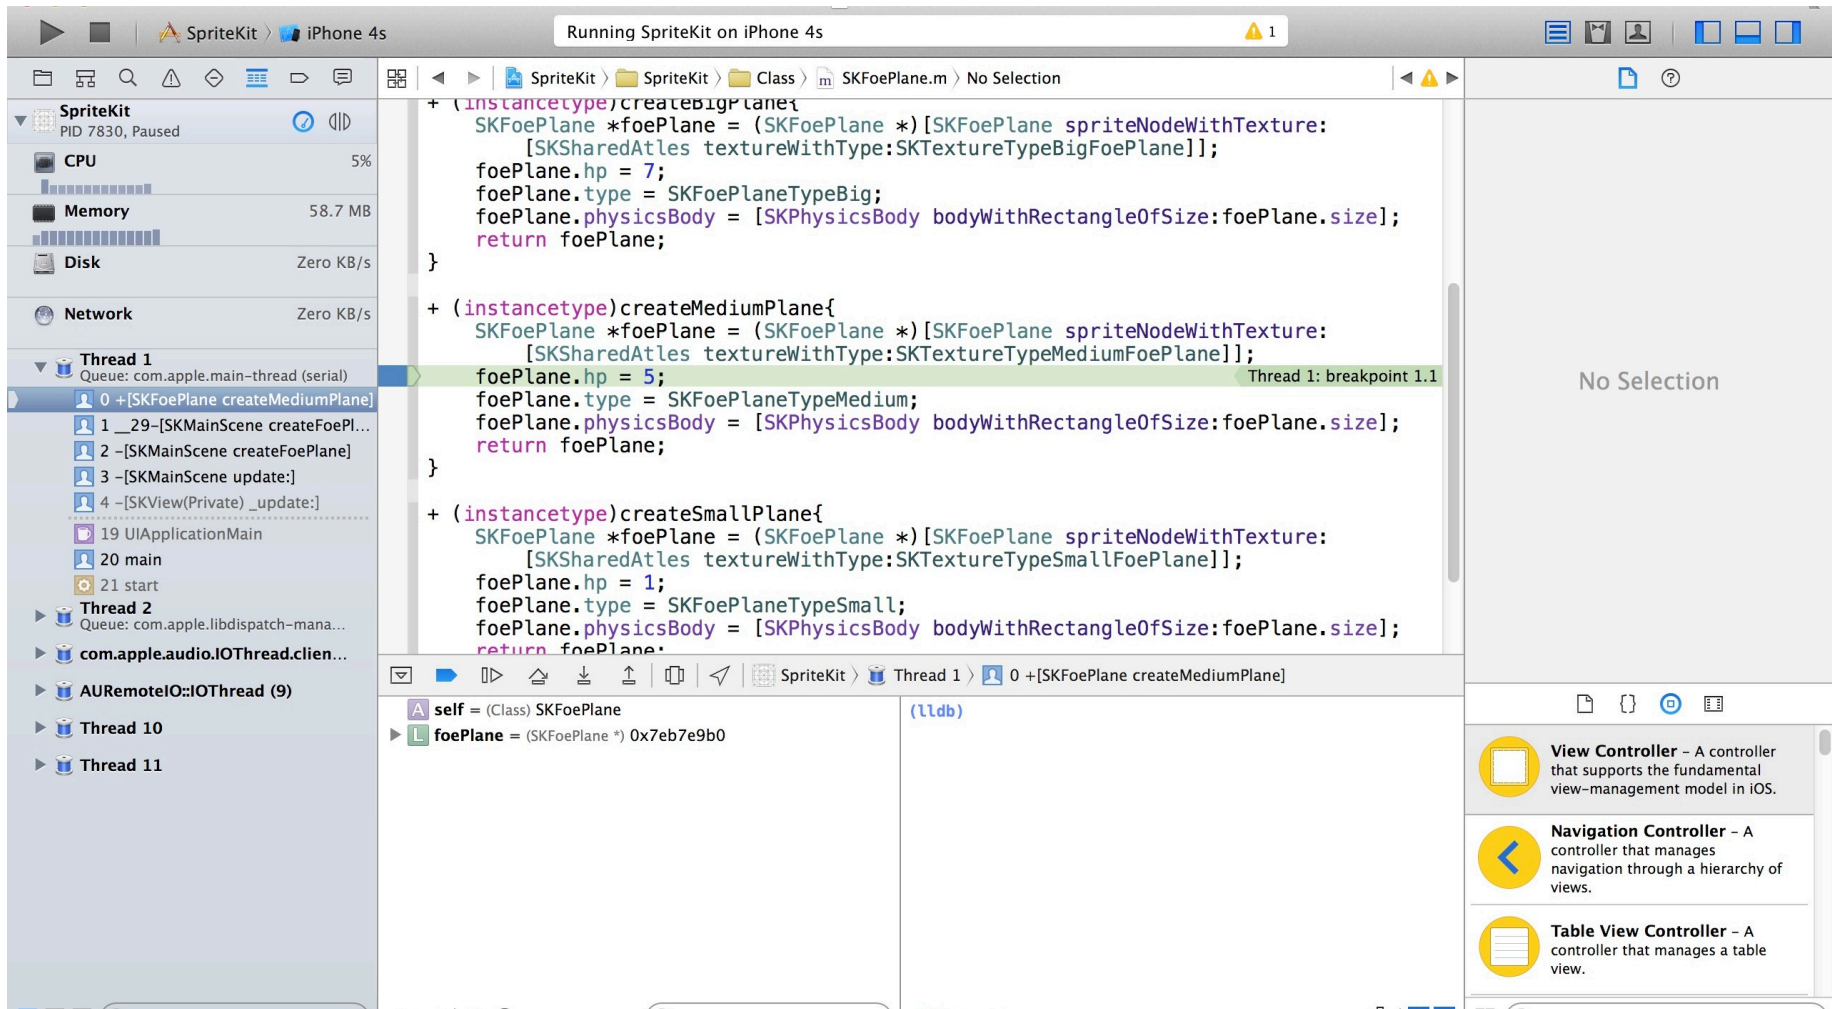 SpriteKit 〉 iPhone 4s
Running SpriteKit on iPhone 4s
1
SpriteKit 〉 SpriteKit 〉 Class 〉 m SKFoePlane.m 〉 No Selection
SpriteKit
PID 7830, Paused
CPU 5%
Memory 58.7 MB
Disk Zero KB/s
Network Zero KB/s
Thread 1
Queue: com.apple.main-thread (serial)
0 +[SKFoePlane createMediumPlane]
1 __29-[SKMainScene createFoePl...
2 -[SKMainScene createFoePlane]
3 -[SKMainScene update:]
4 -[SKView(Private) _update:]
19 UIApplicationMain
20 main
21 start
Thread 2
Queue: com.apple.libdispatch-mana...
com.apple.audio.IOThread.clien...
AURemoteIO::IOThread (9)
Thread 10
Thread 11
+ (instancetype)createBigPlane{
SKFoePlane *foePlane = (SKFoePlane *)[SKFoePlane spriteNodeWithTexture:
[SKSharedAtles textureWithType:SKTextureTypeBigFoePlane]];
foePlane.hp = 7;
foePlane.type = SKFoePlaneTypeBig;
foePlane.physicsBody = [SKPhysicsBody bodyWithRectangleOfSize:foePlane.size];
return foePlane;
}
+ (instancetype)createMediumPlane{
SKFoePlane *foePlane = (SKFoePlane *)[SKFoePlane spriteNodeWithTexture:
[SKSharedAtles textureWithType:SKTextureTypeMediumFoePlane]];
foePlane.hp = 5; Thread 1: breakpoint 1.1
foePlane.type = SKFoePlaneTypeMedium;
foePlane.physicsBody = [SKPhysicsBody bodyWithRectangleOfSize:foePlane.size];
return foePlane;
}
+ (instancetype)createSmallPlane{
SKFoePlane *foePlane = (SKFoePlane *)[SKFoePlane spriteNodeWithTexture:
[SKSharedAtles textureWithType:SKTextureTypeSmallFoePlane]];
foePlane.hp = 1;
foePlane.type = SKFoePlaneTypeSmall;
foePlane.physicsBody = [SKPhysicsBody bodyWithRectangleOfSize:foePlane.size];
return foePlane;
SpriteKit 〉 Thread 1 〉 0 +[SKFoePlane createMediumPlane]
A self = (Class) SKFoePlane
L foePlane = (SKFoePlane *) 0x7eb7e9b0
(lldb)
No Selection
View Controller - A controller
that supports the fundamental
view-management model in iOS.
Navigation Controller - A
controller that manages
navigation through a hierarchy of
views.
Table View Controller - A
controller that manages a table
view.